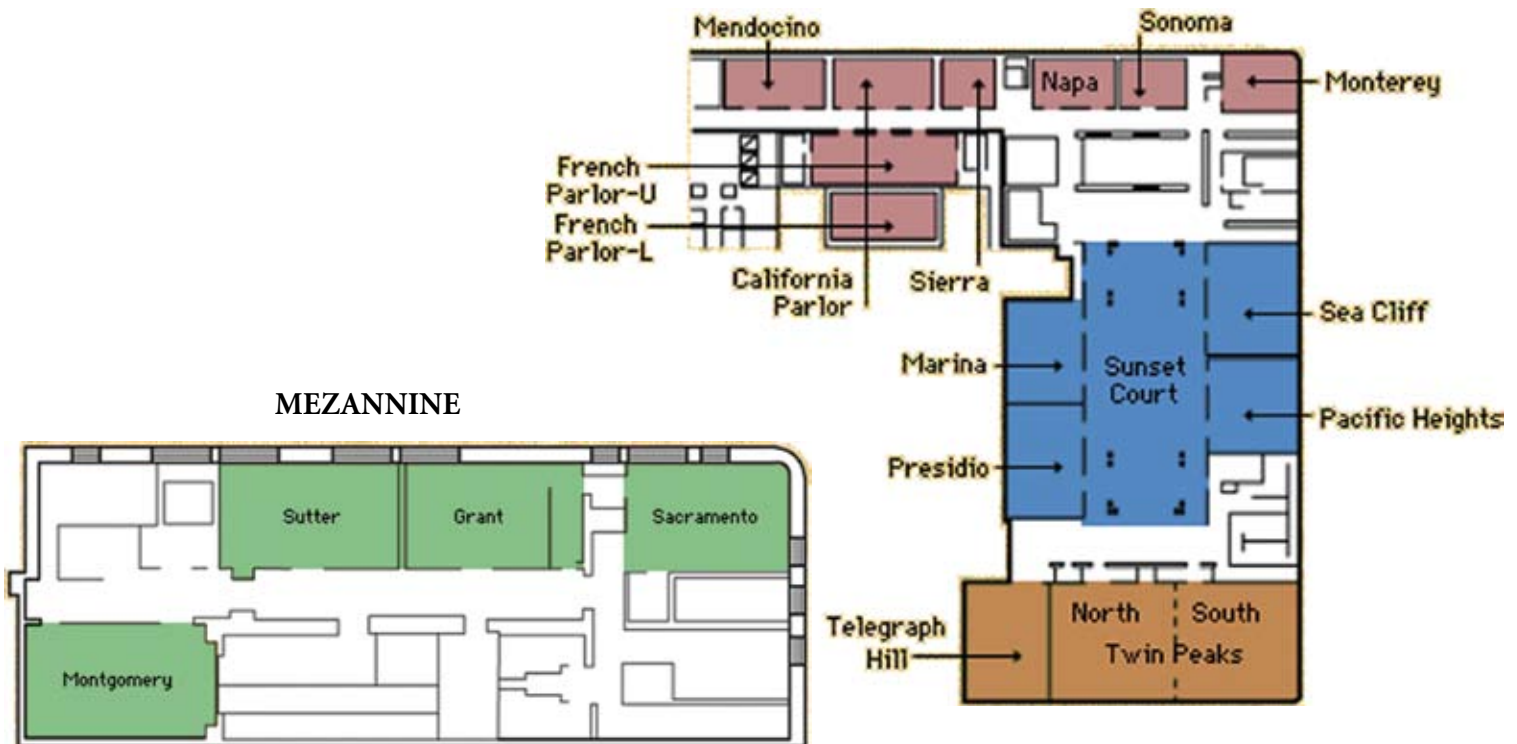 Mendocino
Sonoma
Napa
Monterey
French
Parlor-U
French
Parlor-L
California
Parlor
Sierra
Sea Cliff
Marina
Sunset
Court
Pacific Heights
Presidio
Telegraph
Hill
North
South
Twin Peaks
MEZANNINE
Sutter
Grant
Sacramento
Montgomery